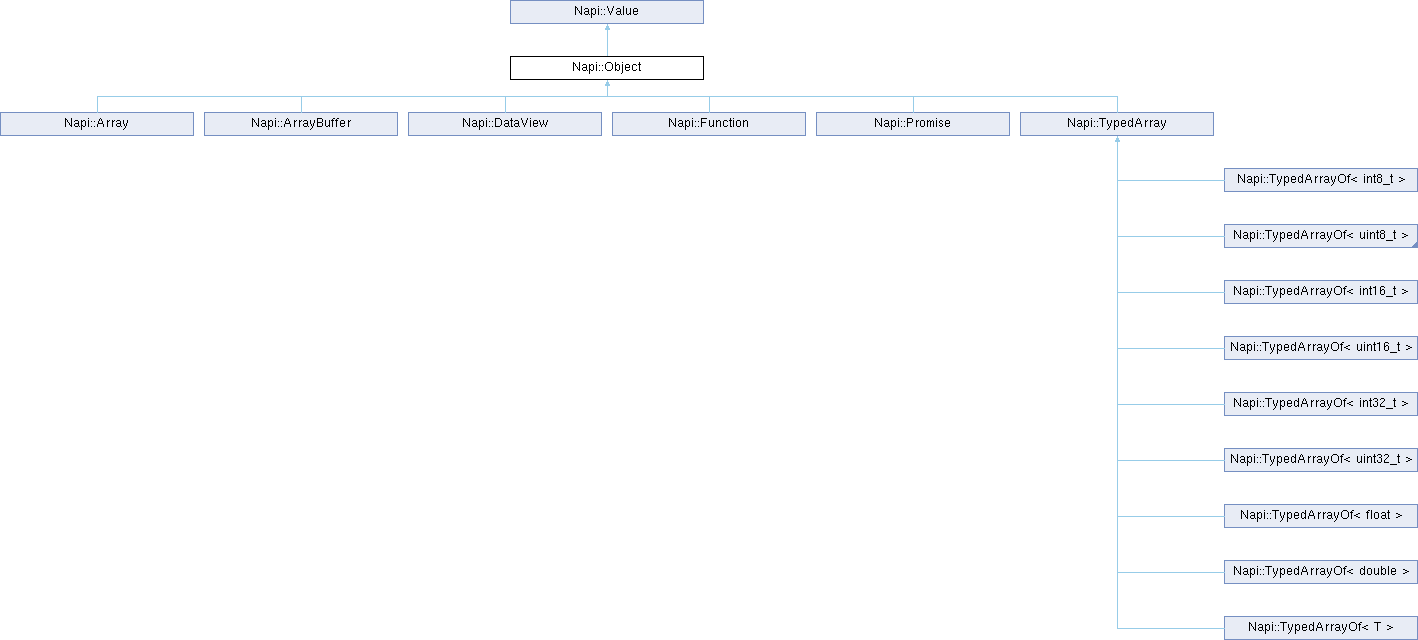 Napi::Value
Napi::Object
Napi::Array
Napi::ArrayBuffer
Napi::DataView
Napi::Function
Napi::Promise
Napi::TypedArray
Napi::TypedArrayOf< int8_t >
Napi::TypedArrayOf< uint8_t >
Napi::TypedArrayOf< int16_t >
Napi::TypedArrayOf< uint16_t >
Napi::TypedArrayOf< int32_t >
Napi::TypedArrayOf< uint32_t >
Napi::TypedArrayOf< float >
Napi::TypedArrayOf< double >
Napi::TypedArrayOf< T >